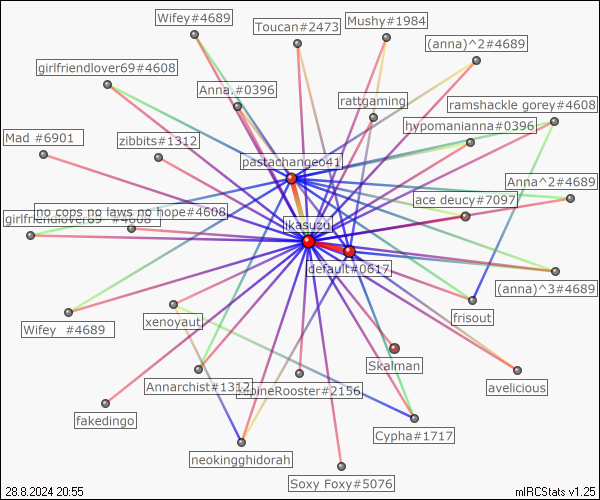 Wifey#4689
Toucan#2473
Mushy#1984
(anna)^2#4689
girlfriendlover69#4608
Anna.#0396
rattgaming
ramshackle gorey#4608
hypomanianna#0396
Mad #6901
zibbits#1312
pastachange041
Anna^2#4689
ace deucy#7097
no cops no laws no hope#4608
#4608
ikasuzu
default#0617
(anna)^3#4689
frisout
xenoyaut
Wifey #4689
Skalman
Annarchist#1312
pineRooster#2156
avelicious
fakedingo
Cypha#1717
neokingghidorah
Soxy Foxy#5076
28.8.2024 20:55
mIRCStats v1.25